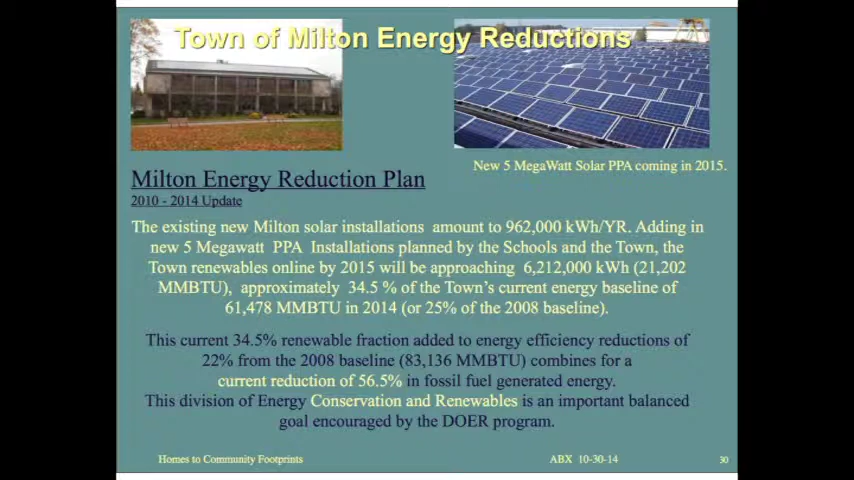 Town of Milton Energy Reductions
New 5 MegaWatt Solar PPA coming in 2015.
Milton Energy Reduction Plan
2010 - 2014 Update
The existing new Milton solar installations amount to 962,000 kWh/YR. Adding in
new 5 Megawatt PPA Installations planned by the Schools and the Town, the
Town renewables online by 2015 will be approaching 6,212,000 kWh (21,202
MMBTU), approximately 34.5 % of the Town's current energy baseline of
61,478 MMBTU in 2014 (or 25% of the 2008 baseline).
This current 34.5% renewable fraction added to energy efficiency reductions of
22% from the 2008 baseline (83,136 MMBTU) combines for a
current reduction of 56.5% in fossil fuel generated energy.
This division of Energy Conservation and Renewables is an important balanced
goal encouraged by the DOER program.
Homes to Community Footprints
ABX 10-30-14
30